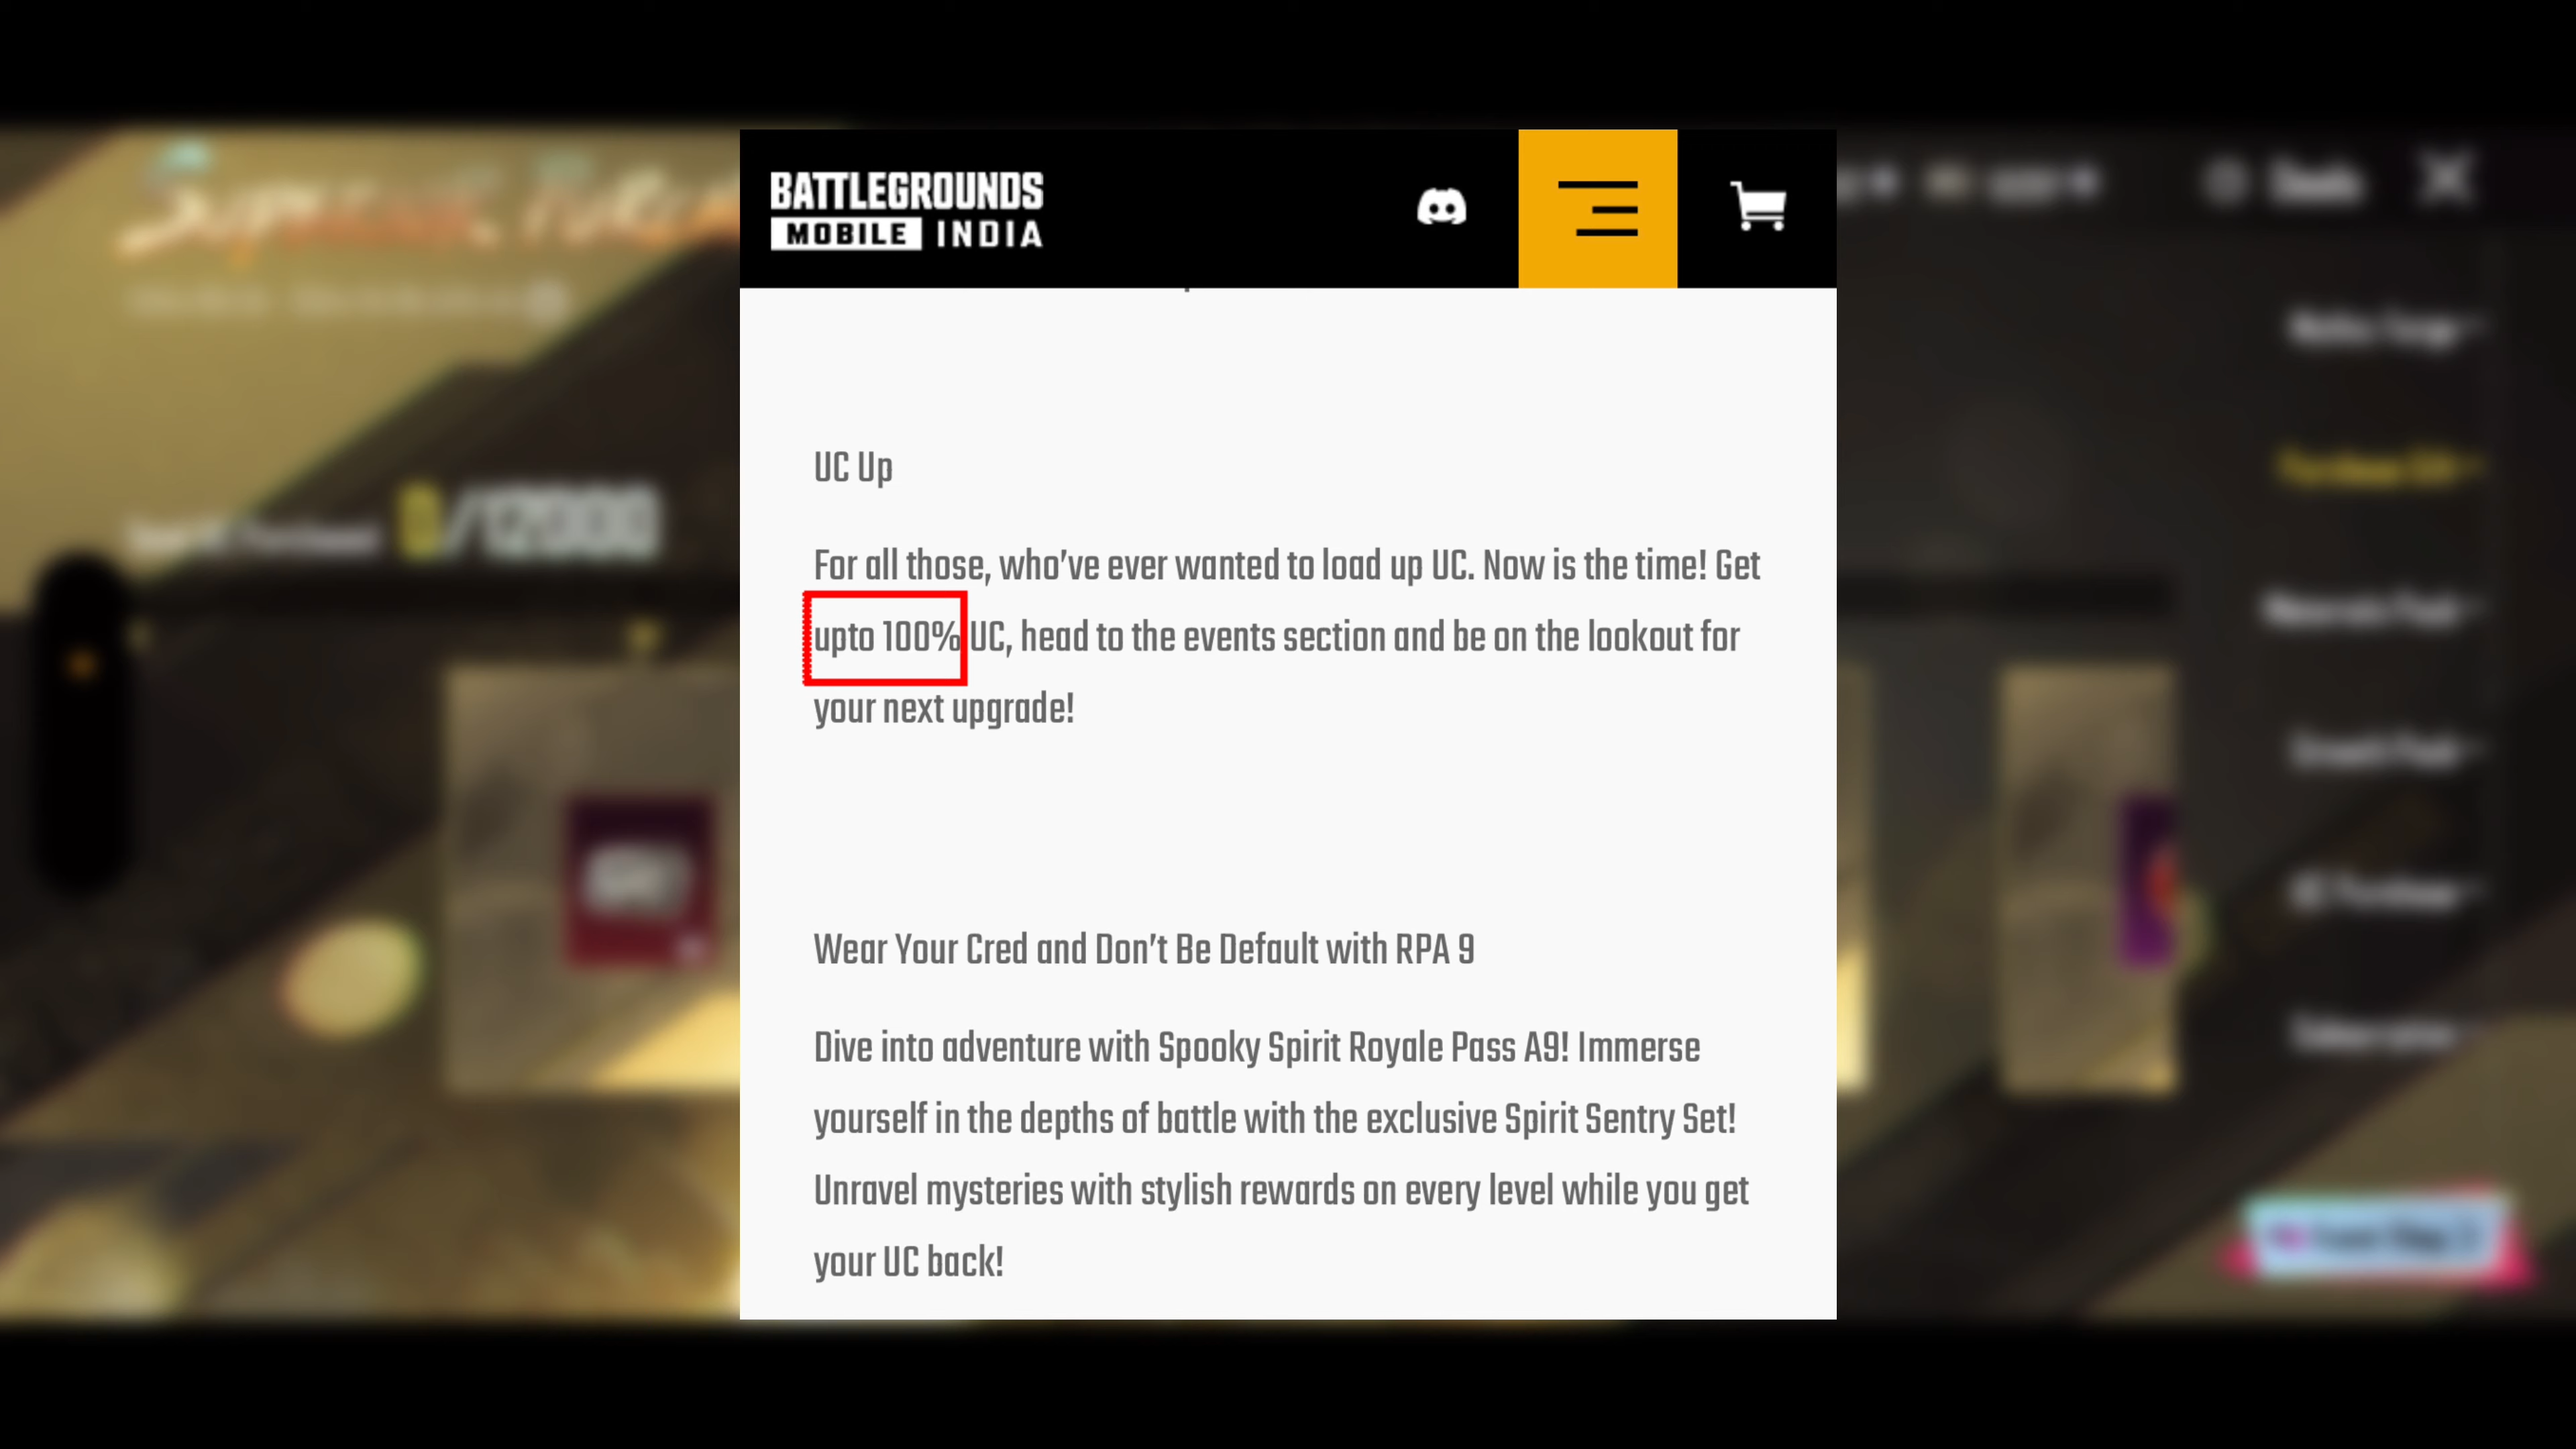 BATTLEGROUNDS
MOBILE INDIA
UC Up
For all those, who've ever wanted to load up UC. Now is the time! Get
upto 100% UC, head to the events section and be on the lookout for
your next upgrade!
0/12000
Wear Your Cred and Don't Be Default with RPA 9
Dive into adventure with Spooky Spirit Royale Pass A9! Immerse
yourself in the depths of battle with the exclusive Spirit Sentry Set!
Unravel mysteries with stylish rewards on every level while you get
your UC back!